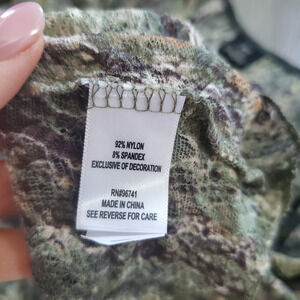 92% NYLON
8% SPANDEX
EXCLUSIVE OF DECORATION
RN#96741
MADE IN CHINA
SEE REVERSE FOR CARE